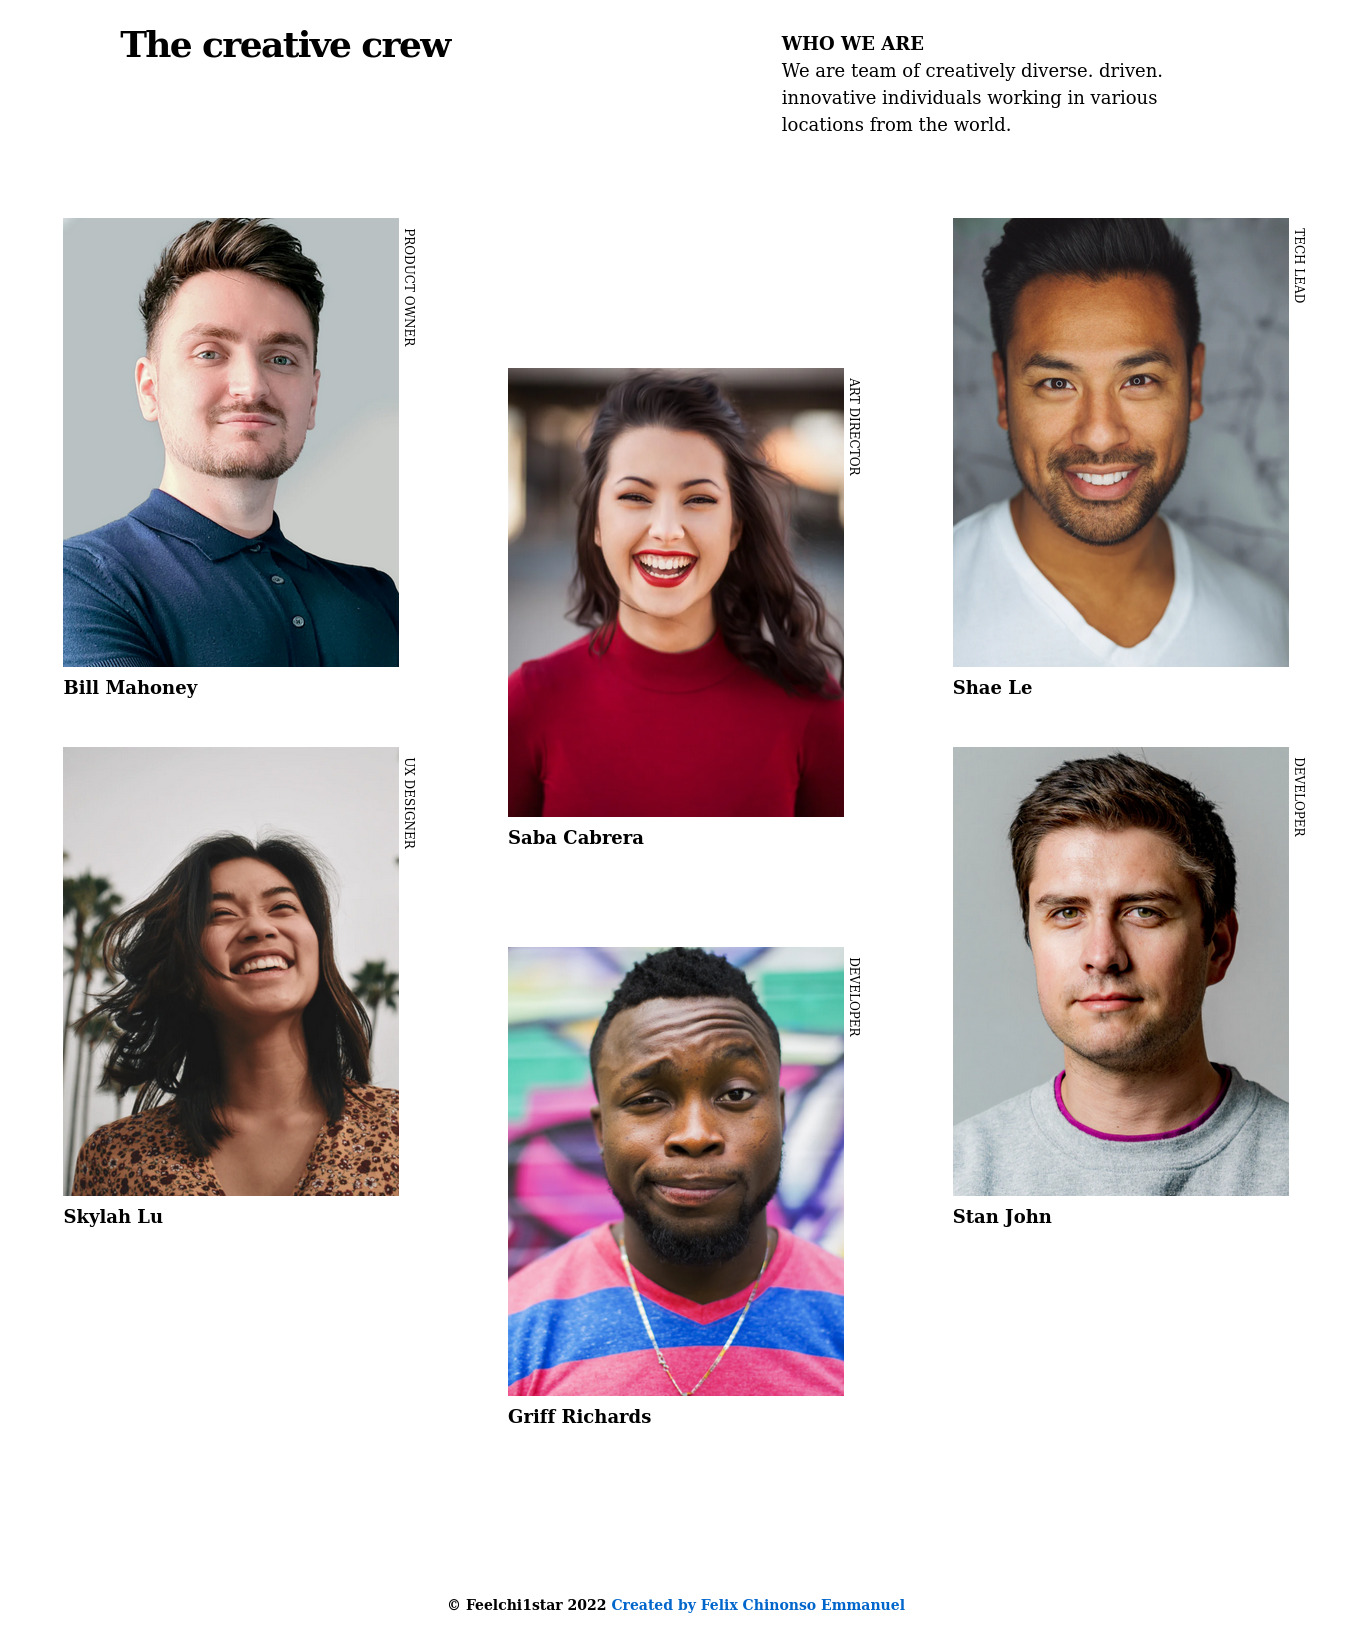 The creative crew
WHO WE ARE
We are team of creatively diverse. driven.
innovative individuals working in various
locations from the world.
PRODUCT OWNER
Bill Mahoney
ART DIRECTOR
Saba Cabrera
TECH LEAD
Shae Le
UX DESIGNER
Skylah Lu
DEVELOPER
Griff Richards
DEVELOPER
Stan John
© Feelchi1star 2022 Created by Felix Chinonso Emmanuel